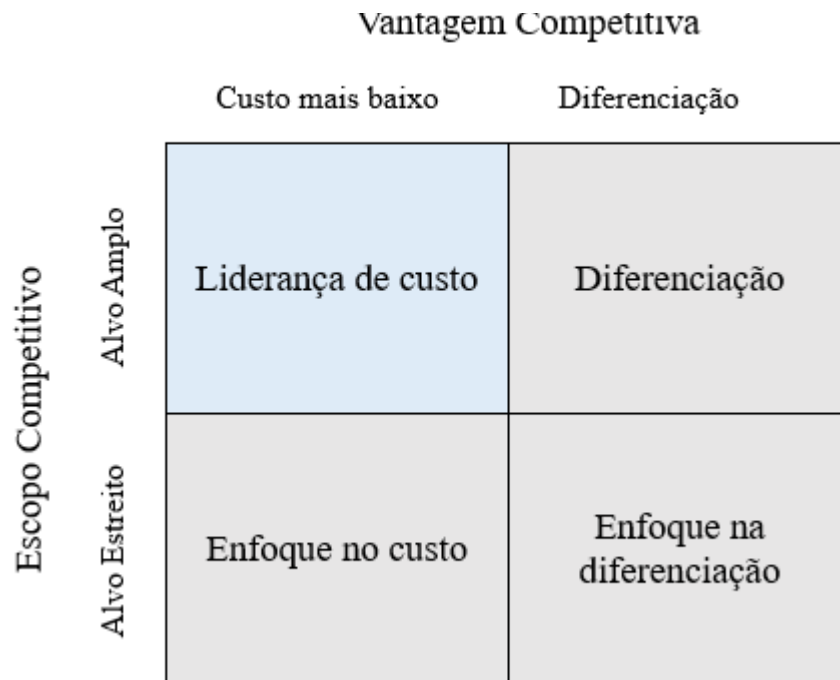 Vantagem Competitiva
Custo mais baixo
Diferenciação
Escopo Competitivo
Alvo Amplo
Liderança de custo
Diferenciação
Alvo Estreito
Enfoque no custo
Enfoque na
diferenciação